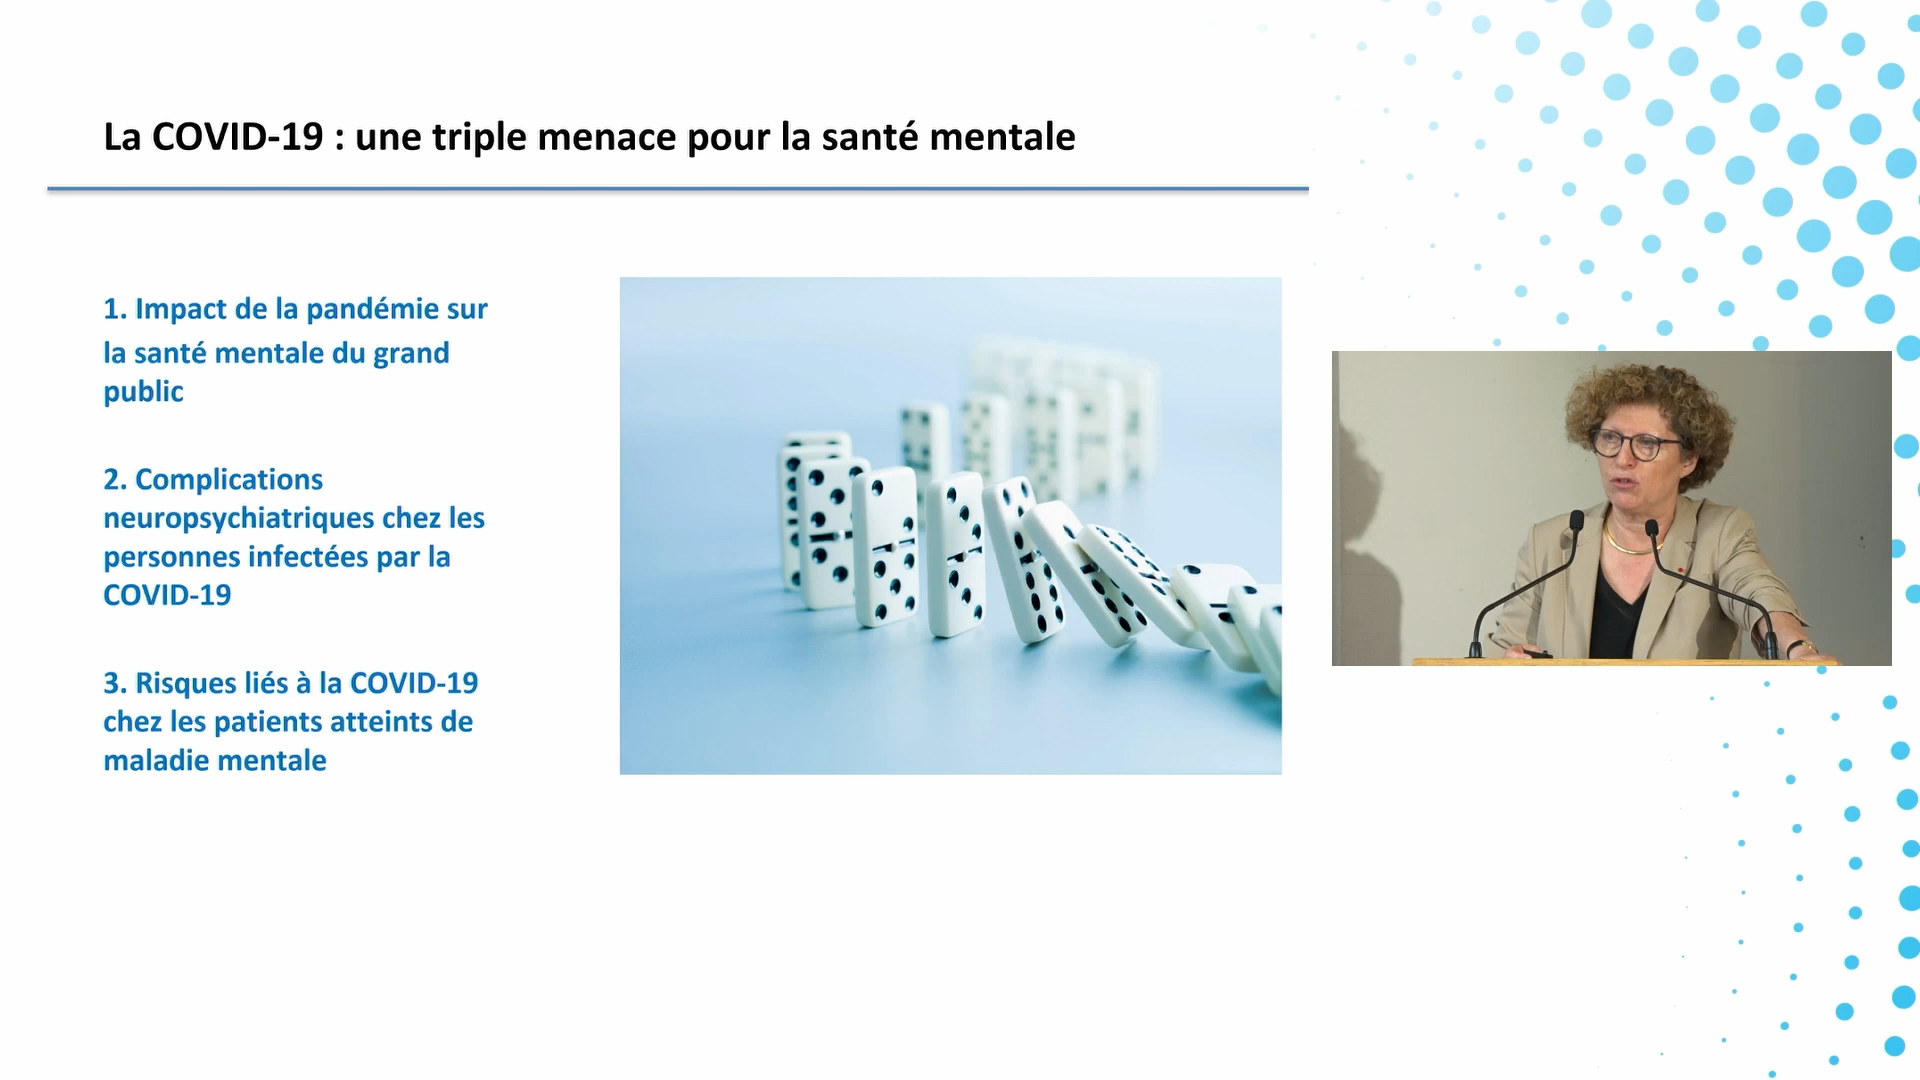 La COVID-19 : une triple menace pour la santé mentale
1. Impact de la pandémie sur
la santé mentale du grand
public
2. Complications
neuropsychiatriques chez les
personnes infectées par la
COVID-19
3. Risques liés à la COVID-19
chez les patients atteints de
maladie mentale